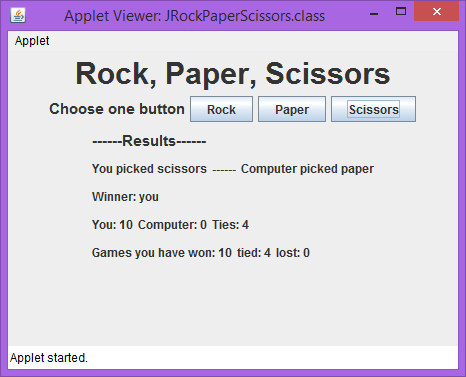 Applet Viewer: JRockPaperScissors.class
Applet
Rock, Paper, Scissors
Choose one button Rock Paper Scissors
------Results------
You picked scissors ------ Computer picked paper
Winner: you
You: 10 Computer: 0 Ties: 4
Games you have won: 10 tied: 4 lost: 0
Applet started.